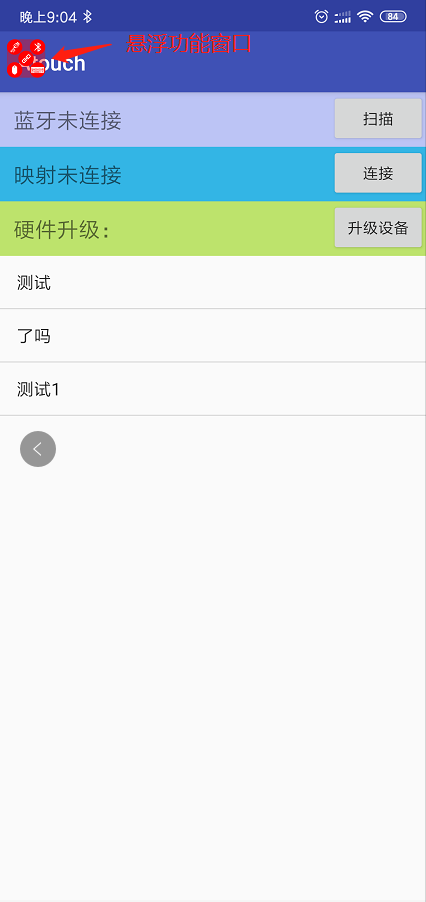 晚上9:04
84
悬浮功能窗口
ouch
蓝牙未连接
扫描
映射未连接
连接
硬件升级：
升级设备
测试
了吗
测试1